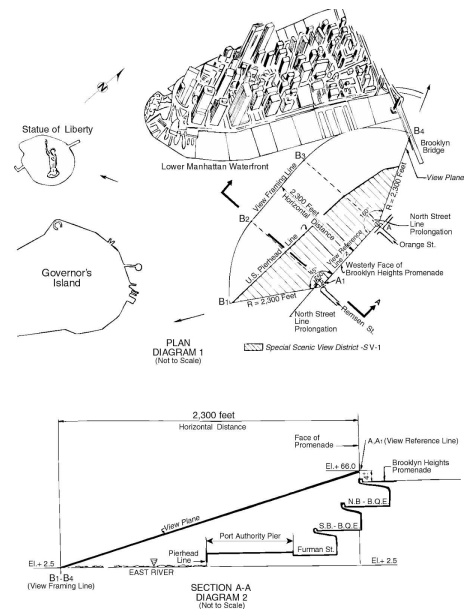 N
Statue of Liberty
Lower Manhattan Waterfront
B4
Brooklyn
Bridge
View Plane
B3
View Framing Line
2,300 Feet
Horizontal Distance
R = 2,300 Feet
B2
North Street
Line
Prolongation
Orange St.
A
U.S. Pierhead Line
View Reference
Line
Westerly Face of
Brooklyn Heights Promenade
Governor's
Island
B1
R = 2,300 Feet
A1
A
North Street
Line
Prolongation
Remsen St.
PLAN
DIAGRAM 1
(Not to Scale)
Special Scenic View District -S V-1
2,300 feet
Horizontal Distance
Face of
Promenade
A,A1 (View Reference Line)
El.+ 66.0
4'
Brooklyn Heights
Promenade
View Plane
N.B - B.Q.E.
S.B.- B.Q.E
Port Authority Pier
Pierhead
Line
Furman St.
El.+ 2.5
El.+ 2.5
B1-B4
(View Framing Line)
EAST RIVER
SECTION A-A
DIAGRAM 2
(Not to Scale)